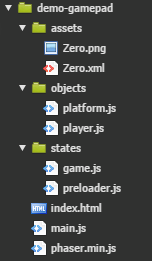 demo-gamepad
assets
Zero.png
Zero.xml
objects
platform.js
player.js
states
game.js
preloader.js
index.html
main.js
phaser.min.js